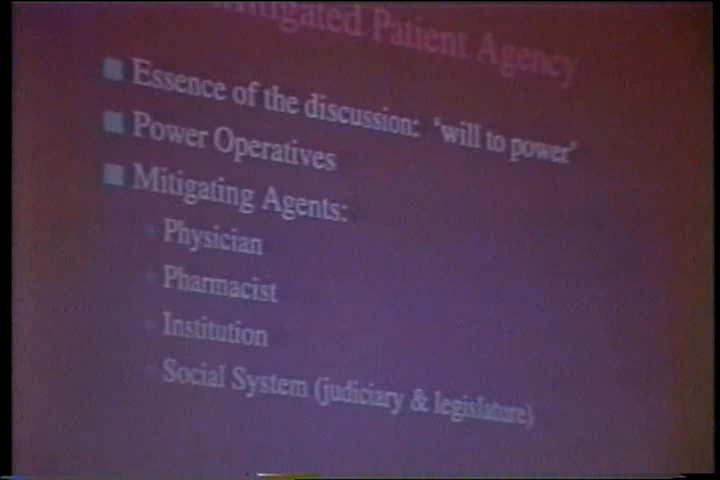 Mitigated Patient Agency
Essence of the discussion: 'will to power'
Power Operatives
Mitigating Agents:
Physician
Pharmacist
Institution
Social System (judiciary & legislature)